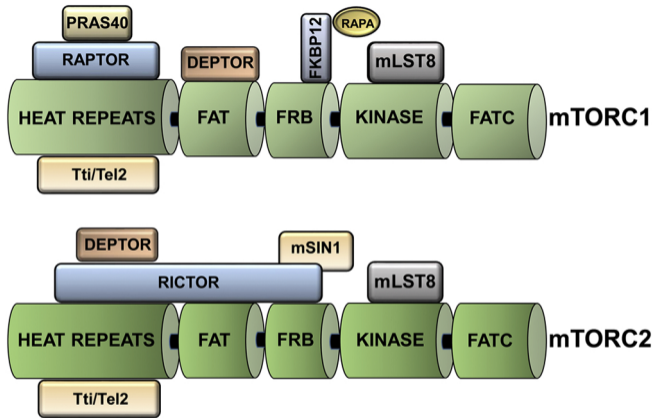 PRAS40
RAPTOR
DEPTOR
FKBP12
RAPA
mLST8
HEAT REPEATS
FAT
FRB
KINASE
FATC
mTORC1
Tti/Tel2
DEPTOR
mSIN1
RICTOR
mLST8
HEAT REPEATS
FAT
FRB
KINASE
FATC
mTORC2
Tti/Tel2